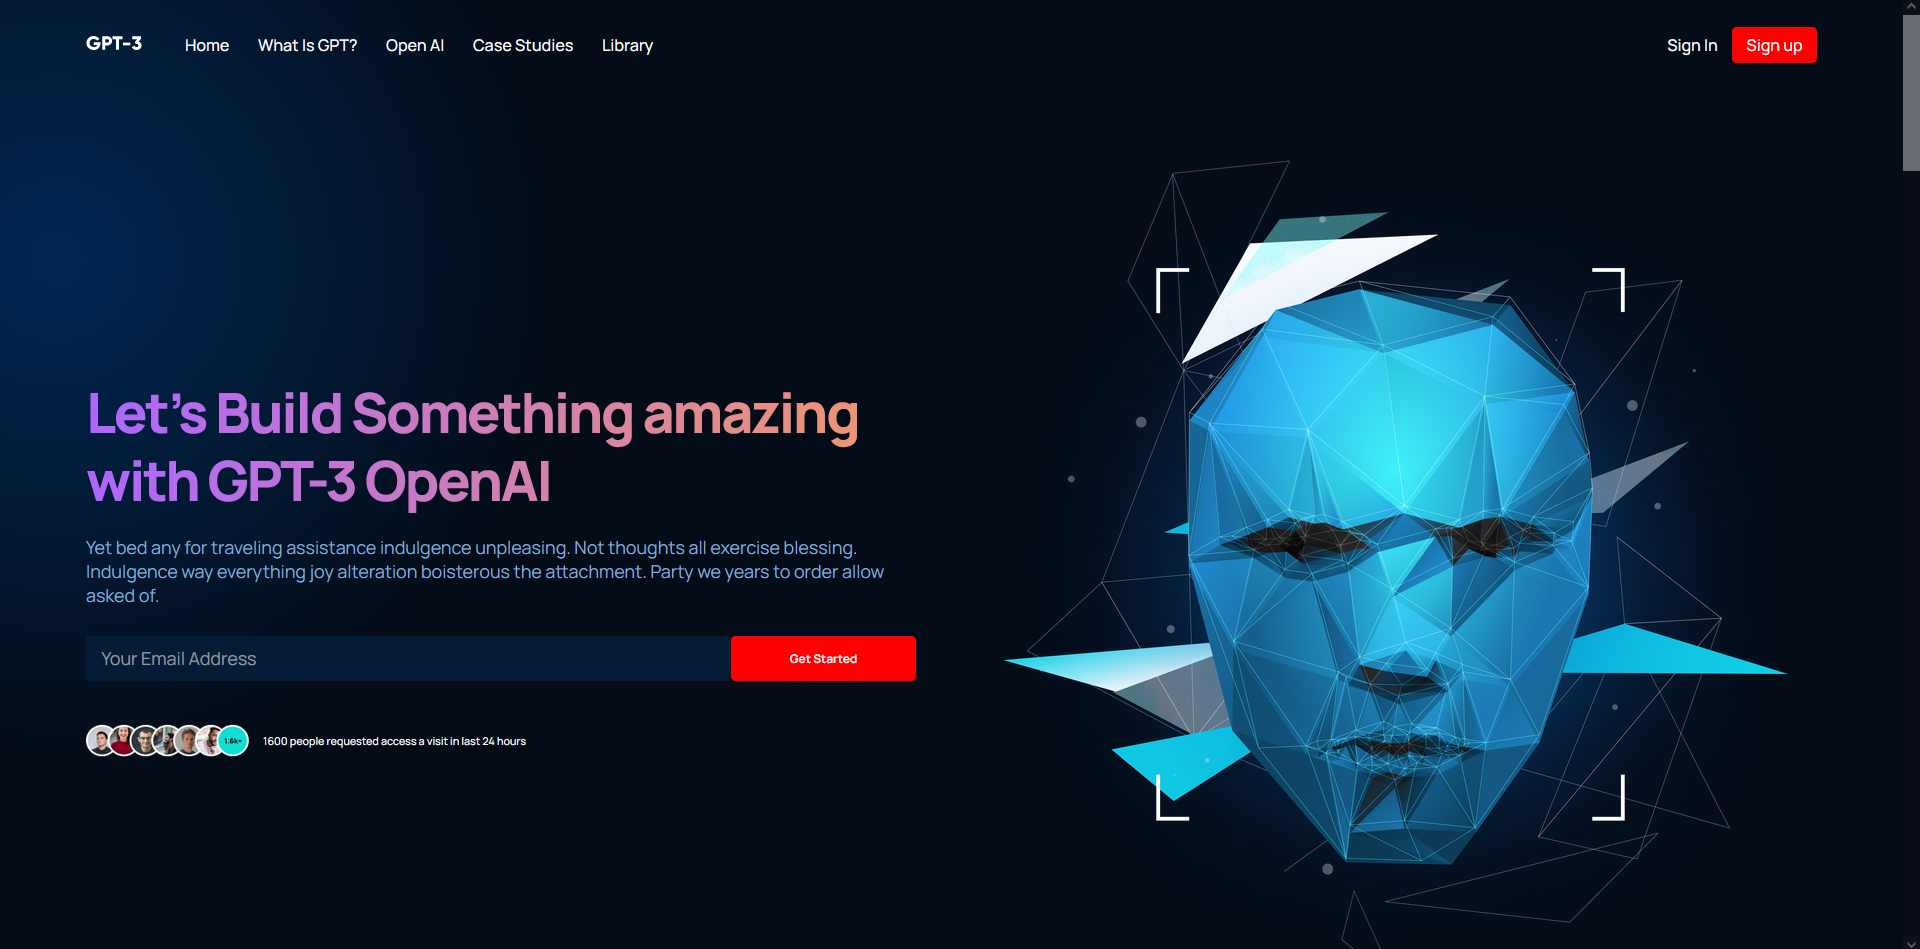 GPT-3
Home
What Is GPT?
Open AI
Case Studies
Library
Sign In
Sign up
Let’s Build Something amazing
with GPT-3 OpenAI
Yet bed any for traveling assistance indulgence unpleasing. Not thoughts all exercise blessing.
Indulgence way everything joy alteration boisterous the attachment. Party we years to order allow
asked of.
Your Email Address
Get Started
1.6k+
1600 people requested access a visit in last 24 hours